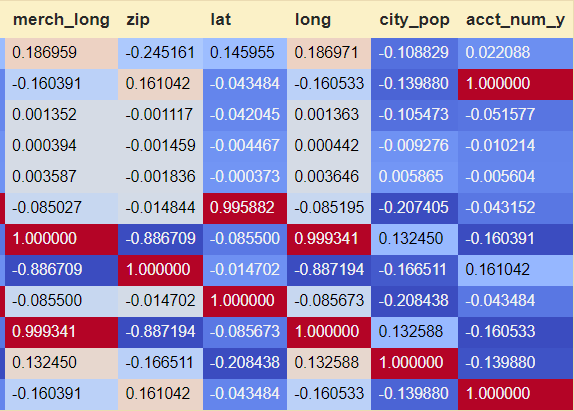 merch_long zip lat long city_pop acct_num_y
0.186959 -0.245161 0.145955 0.186971 -0.108829 0.022088
-0.160391 0.161042 -0.043484 -0.160533 -0.139880 1.000000
0.001352 -0.001117 -0.042045 0.001363 -0.105473 -0.051577
0.000394 -0.001459 -0.004467 0.000442 -0.009276 -0.010214
0.003587 -0.001836 -0.000373 0.003646 0.005865 -0.005604
-0.085027 -0.014844 0.995882 -0.085195 -0.207405 -0.043152
1.000000 -0.886709 -0.085500 0.999341 0.132450 -0.160391
-0.886709 1.000000 -0.014702 -0.887194 -0.166511 0.161042
-0.085500 -0.014702 1.000000 -0.085673 -0.208438 -0.043484
0.999341 -0.887194 -0.085673 1.000000 0.132588 -0.160533
0.132450 -0.166511 -0.208438 0.132588 1.000000 -0.139880
-0.160391 0.161042 -0.043484 -0.160533 -0.139880 1.000000